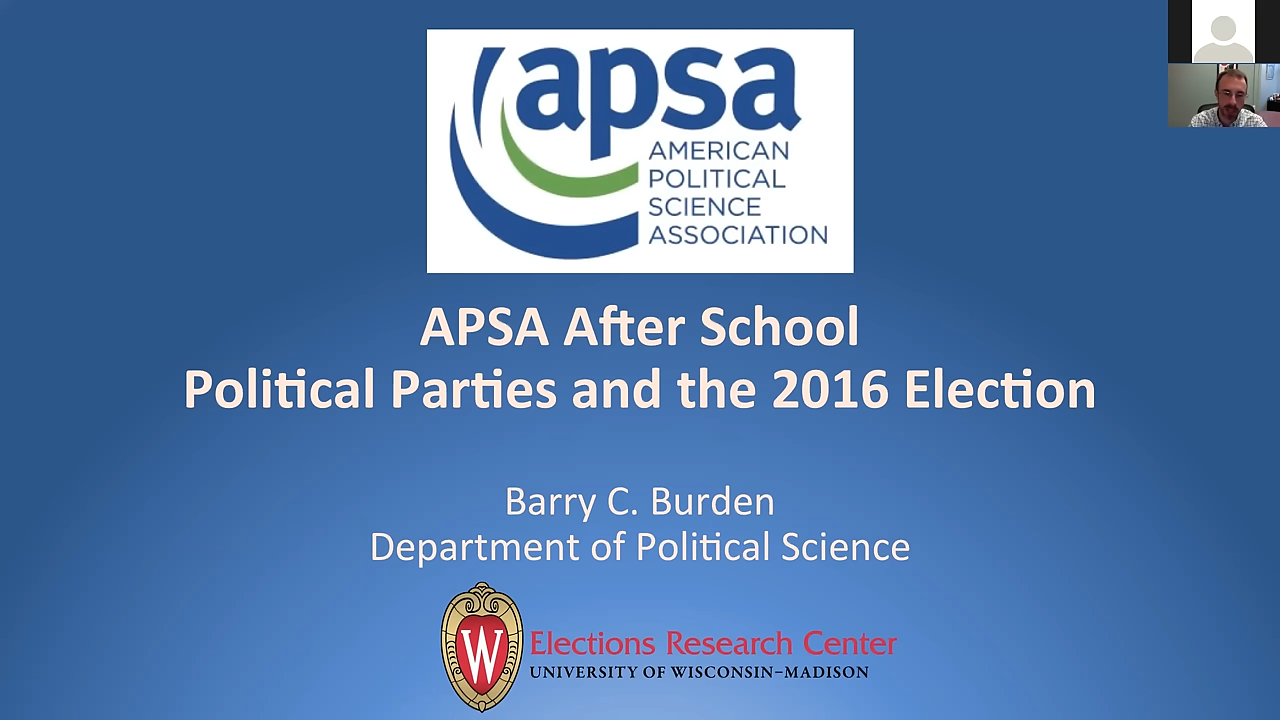 apsa
AMERICAN
POLITICAL
SCIENCE
ASSOCIATION
APSA After School
Political Parties and the 2016 Election
Barry C. Burden
Department of Political Science
W
Elections Research Center
UNIVERSITY OF WISCONSIN–MADISON